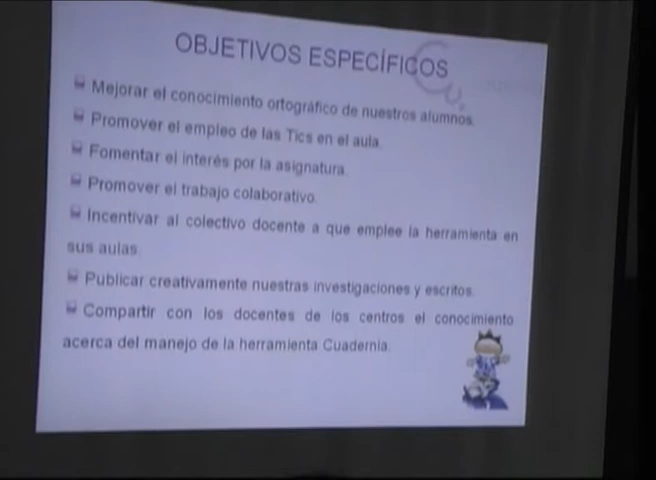 OBJETIVOS ESPECÍFICOS
Mejorar el conocimiento ortográfico de nuestros alumnos.
Promover el empleo de las Tics en el aula.
Fomentar el interés por la asignatura.
Promover el trabajo colaborativo.
Incentivar al colectivo docente a que emplee la herramienta en
sus aulas.
Publicar creativamente nuestras investigaciones y escritos.
Compartir con los docentes de los centros el conocimiento
acerca del manejo de la herramienta Cuadernia.